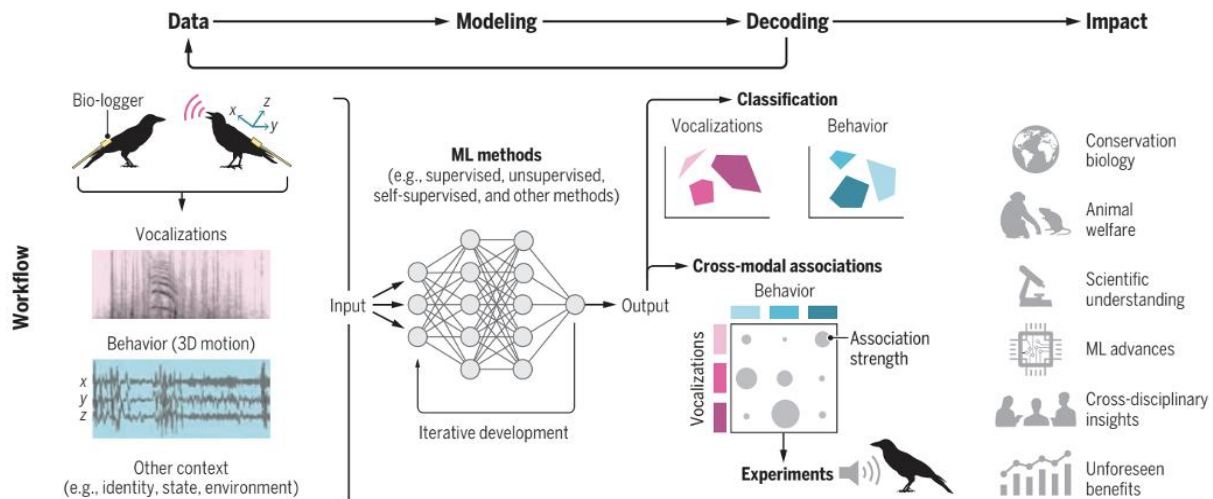 Data
Modeling
Decoding
Impact
Workflow
Bio-logger
x
z
y
Vocalizations
Behavior (3D motion)
x
y
z
Other context
(e.g., identity, state, environment)
ML methods
(e.g., supervised, unsupervised,
self-supervised, and other methods)
Input
Output
Iterative development
Classification
Vocalizations
Behavior
Cross-modal associations
Behavior
Vocalizations
Association
strength
Experiments
Conservation
biology
Animal
welfare
Scientific
understanding
ML advances
Cross-disciplinary
insights
Unforeseen
benefits